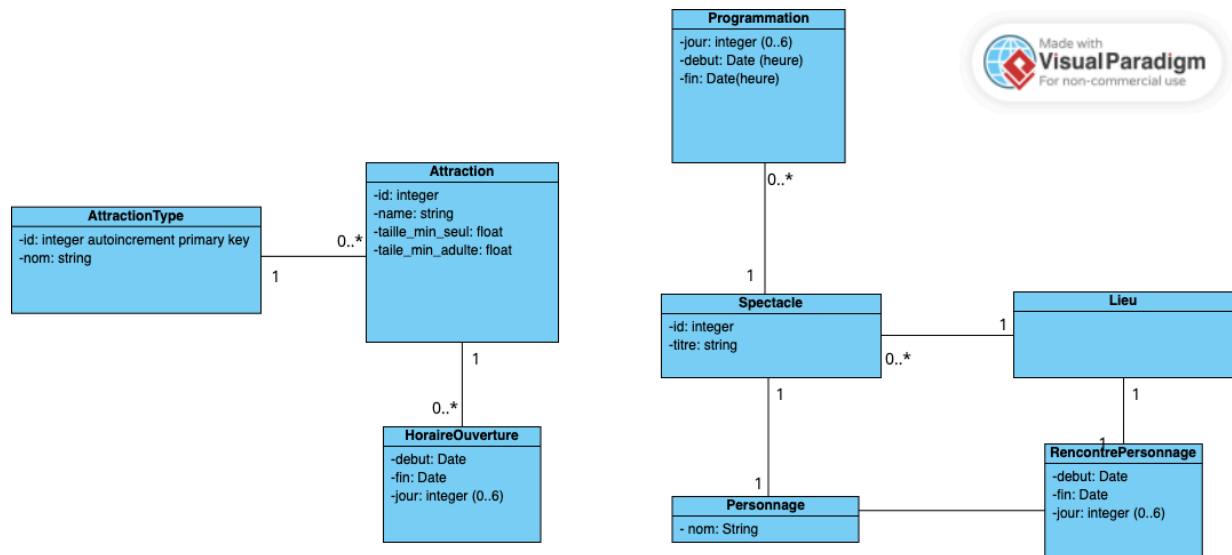 Programmation
-jour: integer (0..6)
-debut: Date (heure)
-fin: Date(heure)
Made with
VisualParadigm
For non-commercial use
0..*
1
AttractionType
-id: integer autoincrement primary key
-nom: string
1
0..*
Attraction
-id: integer
-name: string
-taille_min_seul: float
-taile_min_adulte: float
1
0..*
HoraireOuverture
-debut: Date
-fin: Date
-jour: integer (0..6)
Spectacle
-id: integer
-titre: string
0..*
1
Lieu
1
1
1
1
Personnage
- nom: String
RencontrePersonnage
-debut: Date
-fin: Date
-jour: integer (0..6)